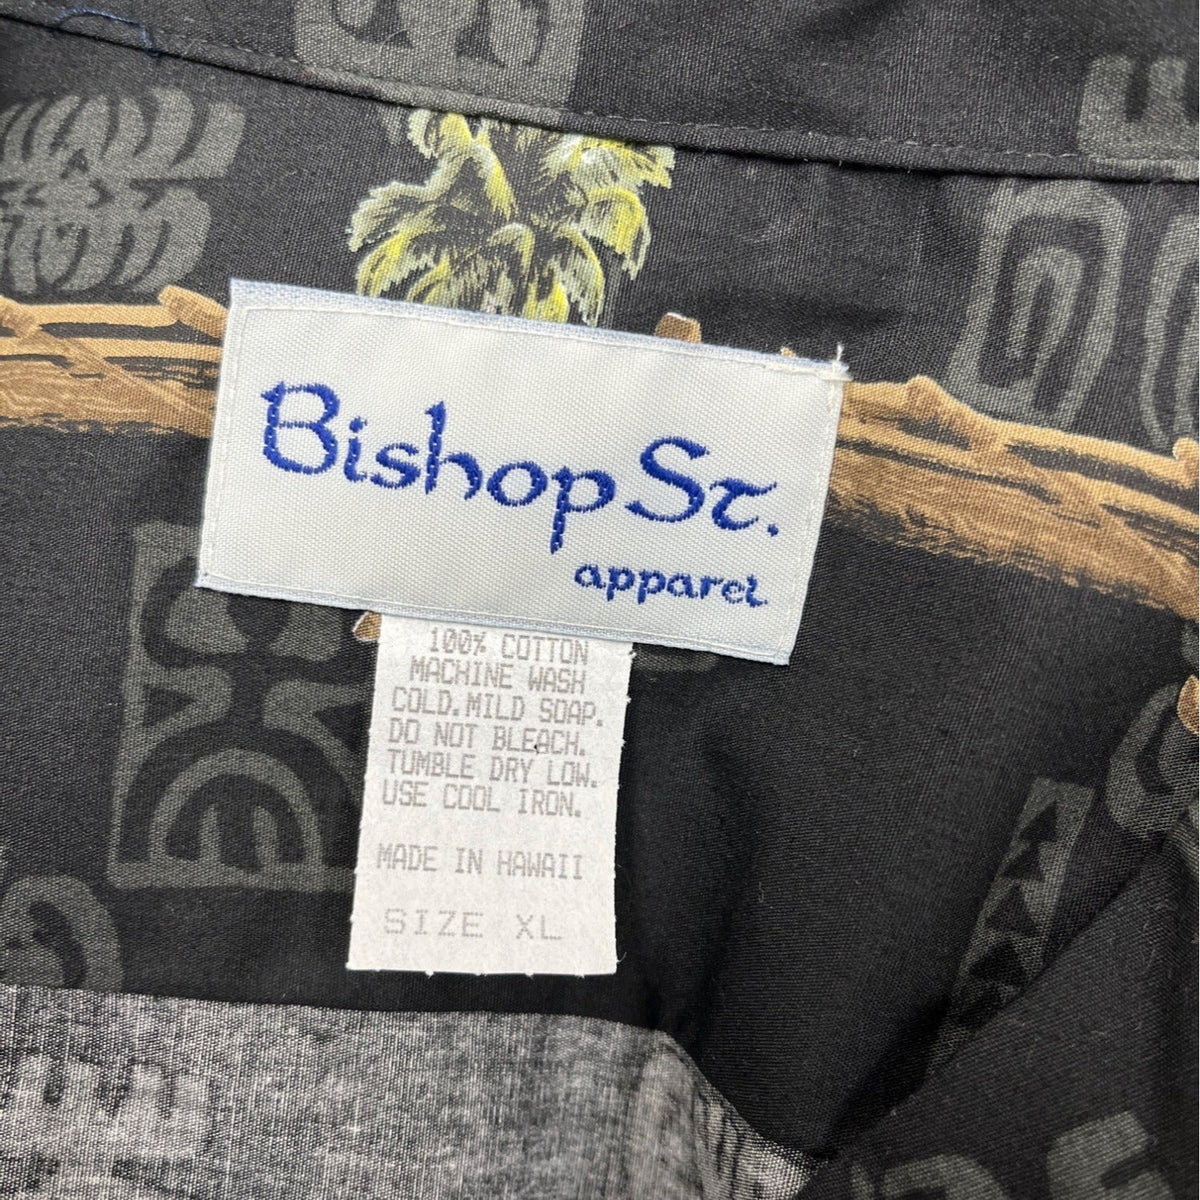 Bishop St.
apparel
100% COTTON
MACHINE WASH
COLD.MILD SOAP.
DO NOT BLEACH.
TUMBLE DRY LOW.
USE COOL IRON.
MADE IN HAWAII
SIZE XL